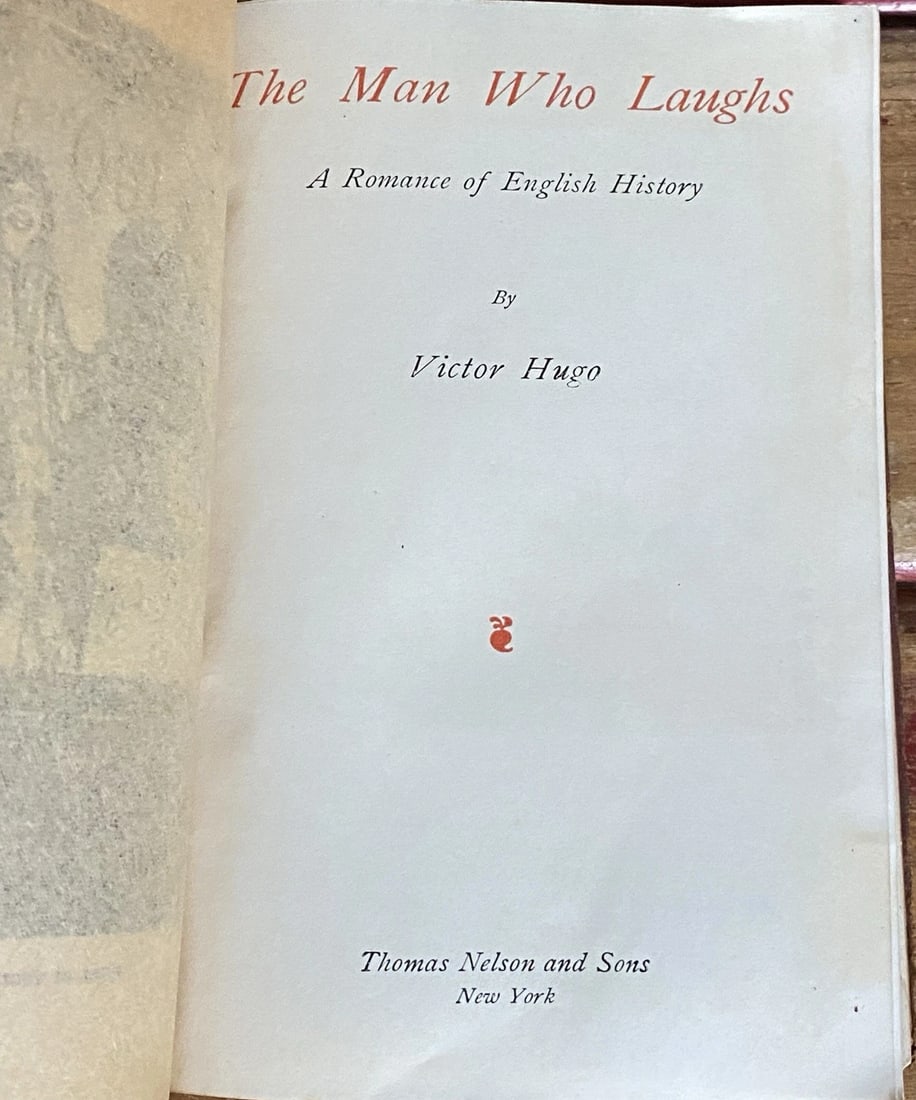 The Man Who Laughs
A Romance of English History
By
Victor Hugo
Thomas Nelson and Sons
New York